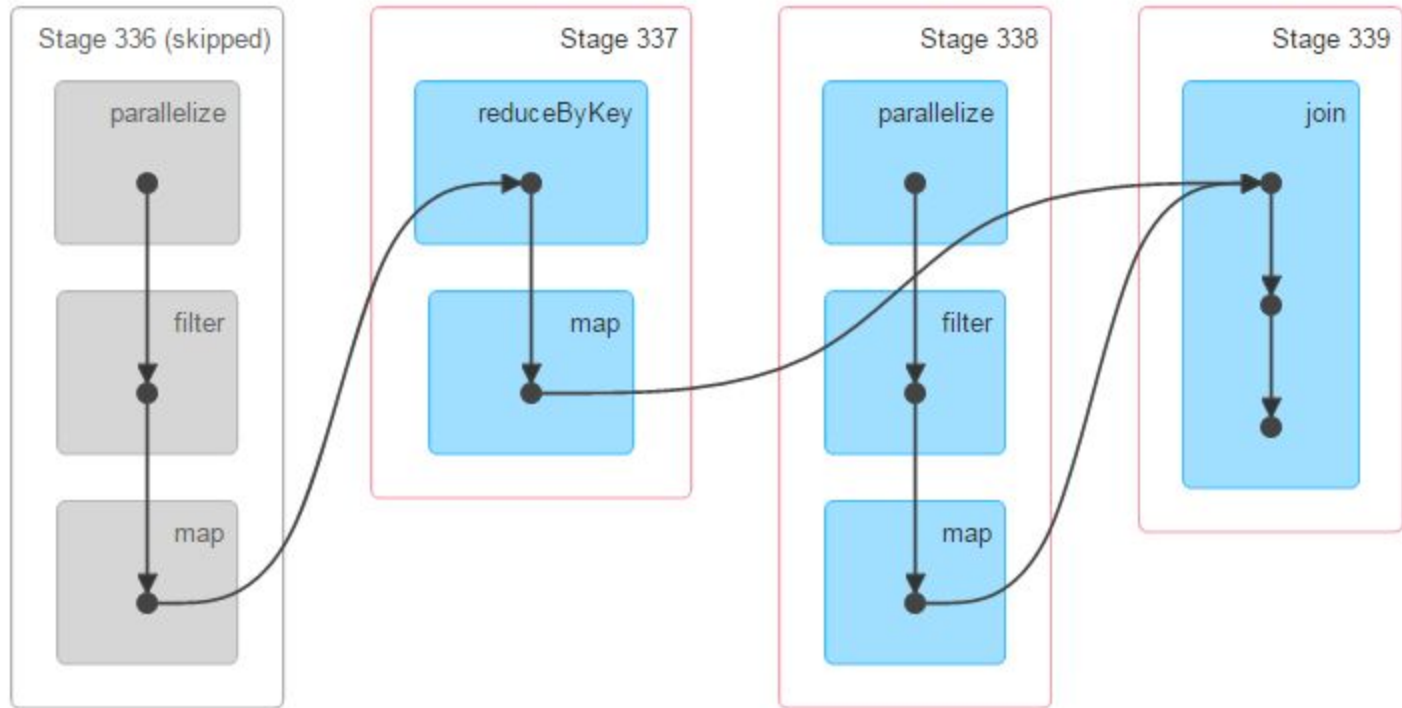 Stage 336 (skipped)
parallelize
filter
map
Stage 337
reduceByKey
map
Stage 338
parallelize
filter
map
Stage 339
join